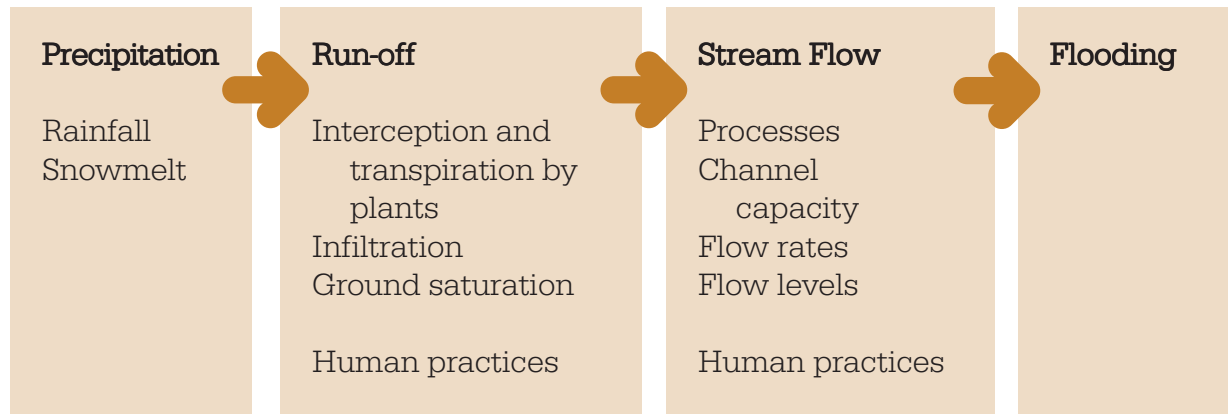 Precipitation
Rainfall
Snowmelt
Run-off
Interception and
transpiration by
plants
Infiltration
Ground saturation
Human practices
Stream Flow
Processes
Channel
capacity
Flow rates
Flow levels
Human practices
Flooding